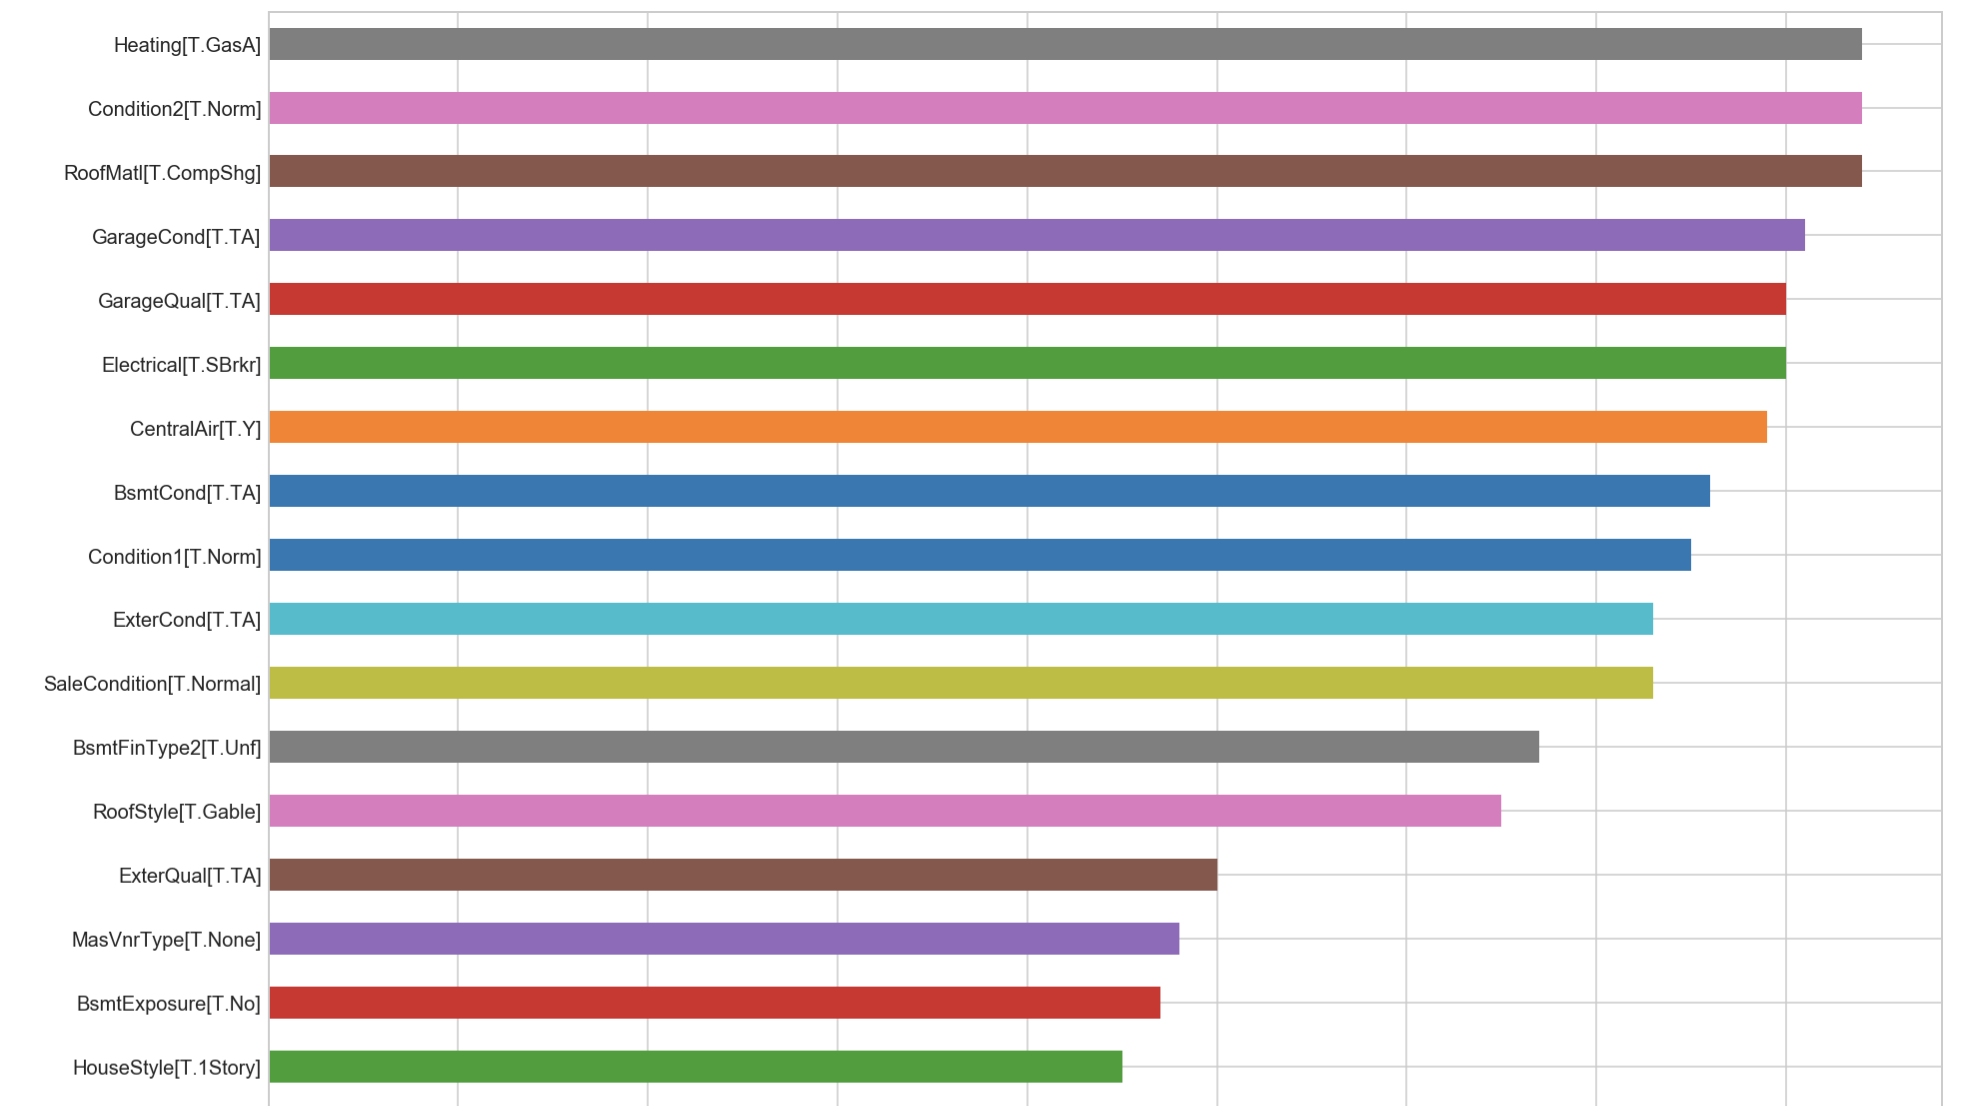 Heating[T.GasA]
Condition2[T.Norm]
RoofMatl[T.CompShg]
GarageCond[T.TA]
GarageQual[T.TA]
Electrical[T.SBrkr]
CentralAir[T.Y]
BsmtCond[T.TA]
Condition1[T.Norm]
ExterCond[T.TA]
SaleCondition[T.Normal]
BsmtFinType2[T.Unf]
RoofStyle[T.Gable]
ExterQual[T.TA]
MasVnrType[T.None]
BsmtExposure[T.No]
HouseStyle[T.1Story]